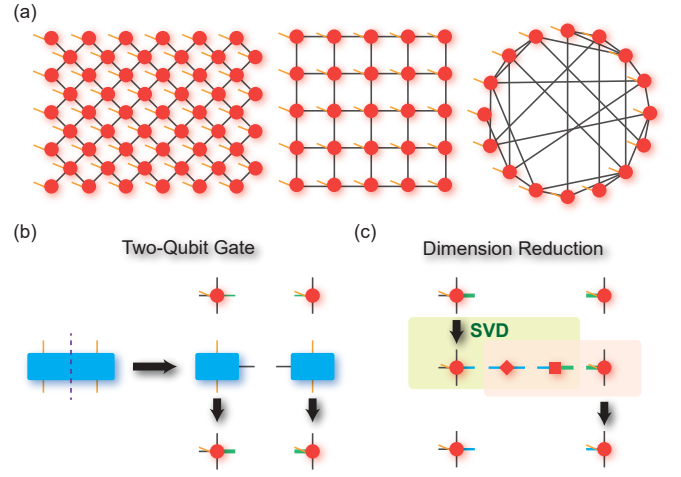 (a)
(b)
Two-Qubit Gate
(c)
Dimension Reduction
SVD